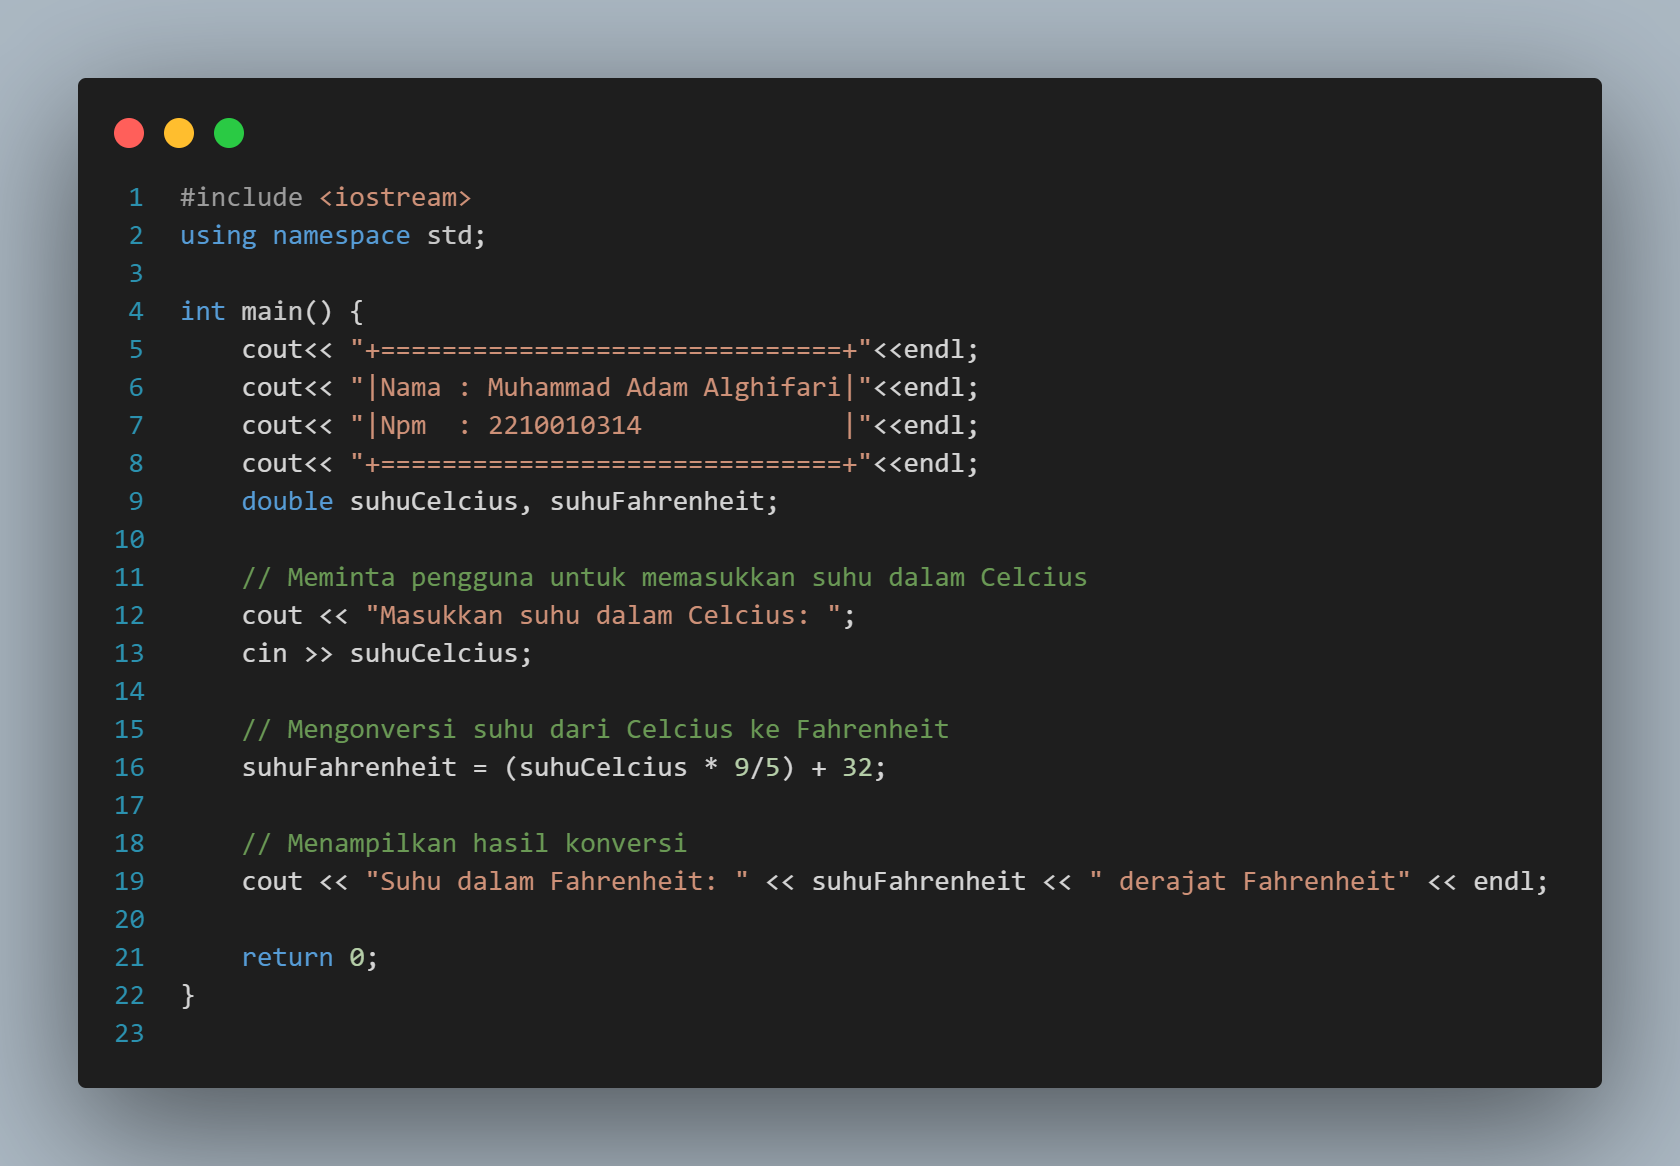 1 #include <iostream>
2 using namespace std;
3
4 int main() {
5     cout<< "+==============================+"<<endl;
6     cout<< "|Nama : Muhammad Adam Alghifari|"<<endl;
7     cout<< "|Npm  : 2210010314             |"<<endl;
8     cout<< "+==============================+"<<endl;
9     double suhuCelcius, suhuFahrenheit;
10
11     // Meminta pengguna untuk memasukkan suhu dalam Celcius
12     cout << "Masukkan suhu dalam Celcius: ";
13     cin >> suhuCelcius;
14
15     // Mengonversi suhu dari Celcius ke Fahrenheit
16     suhuFahrenheit = (suhuCelcius * 9/5) + 32;
17
18     // Menampilkan hasil konversi
19     cout << "Suhu dalam Fahrenheit: " << suhuFahrenheit << " derajat Fahrenheit" << endl;
20
21     return 0;
22 }
23